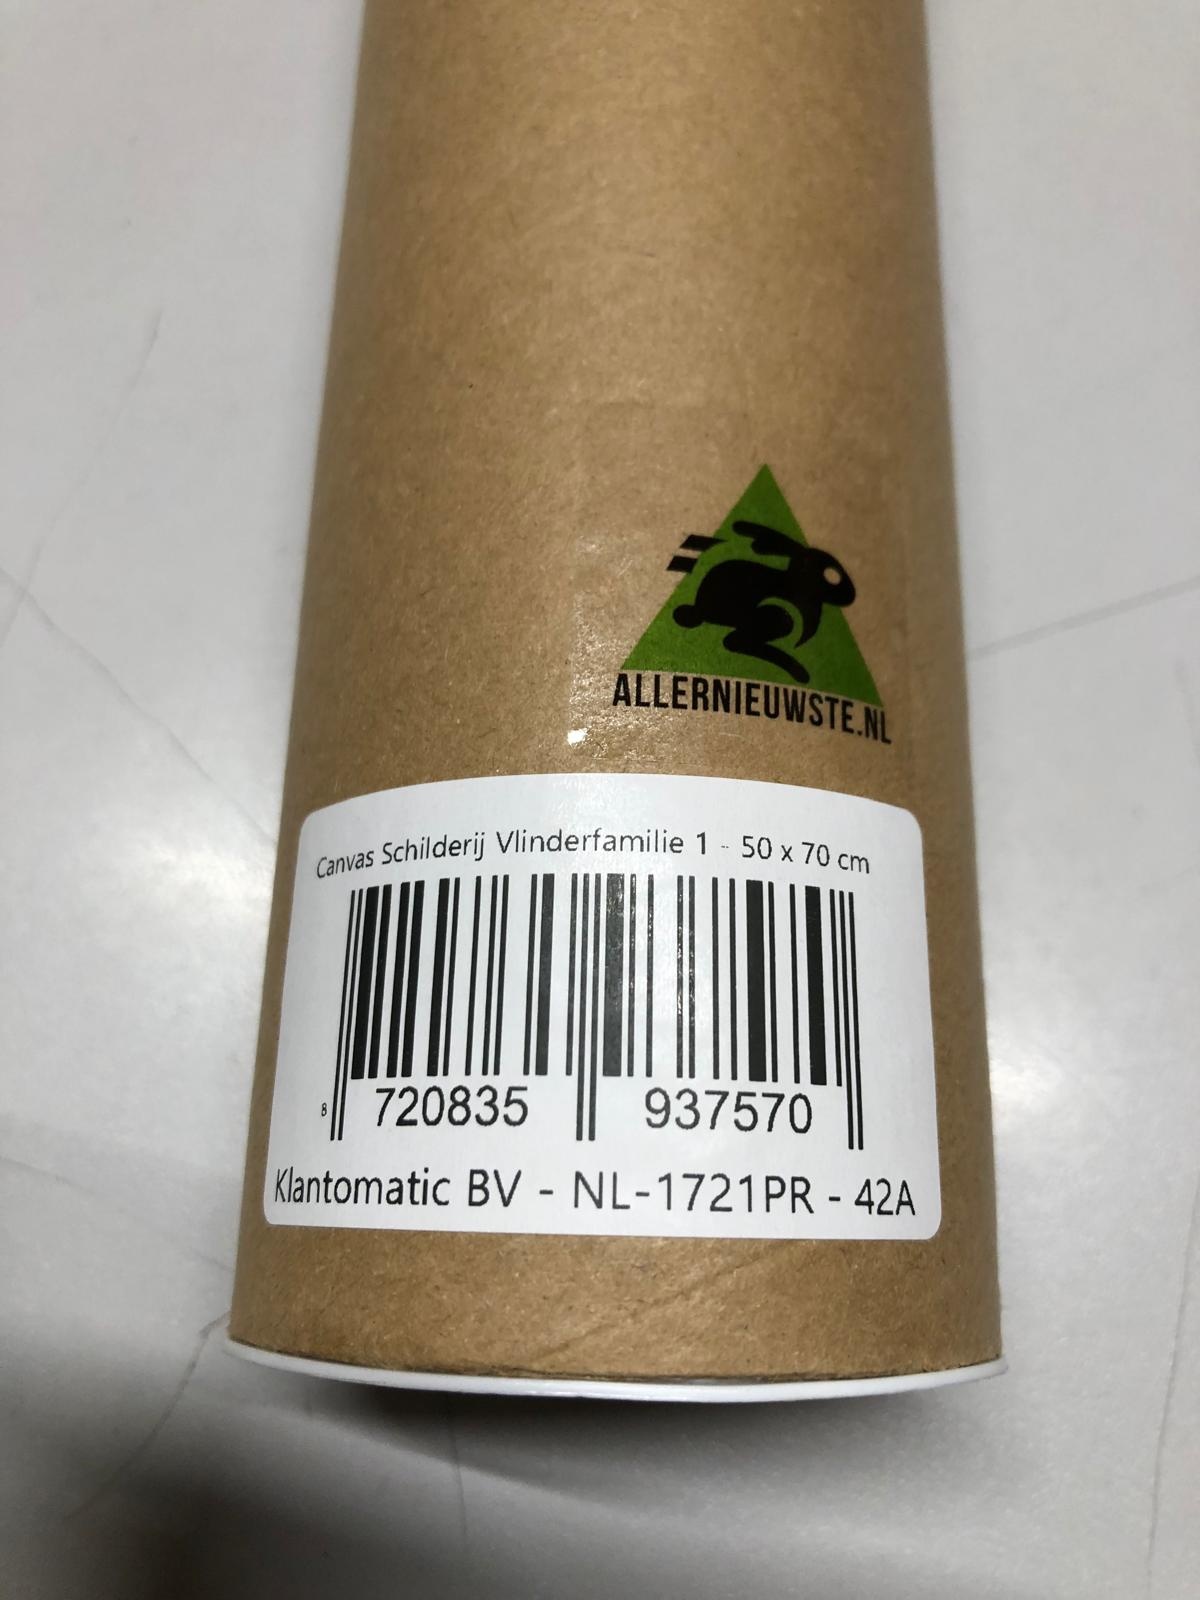 ALLERNIEUWSTE.NL
Canvas Schilderij Vlinderfamilie 1 - 50 x 70 cm
8 720835 937570
Klantomatic BV - NL-1721PR - 42A